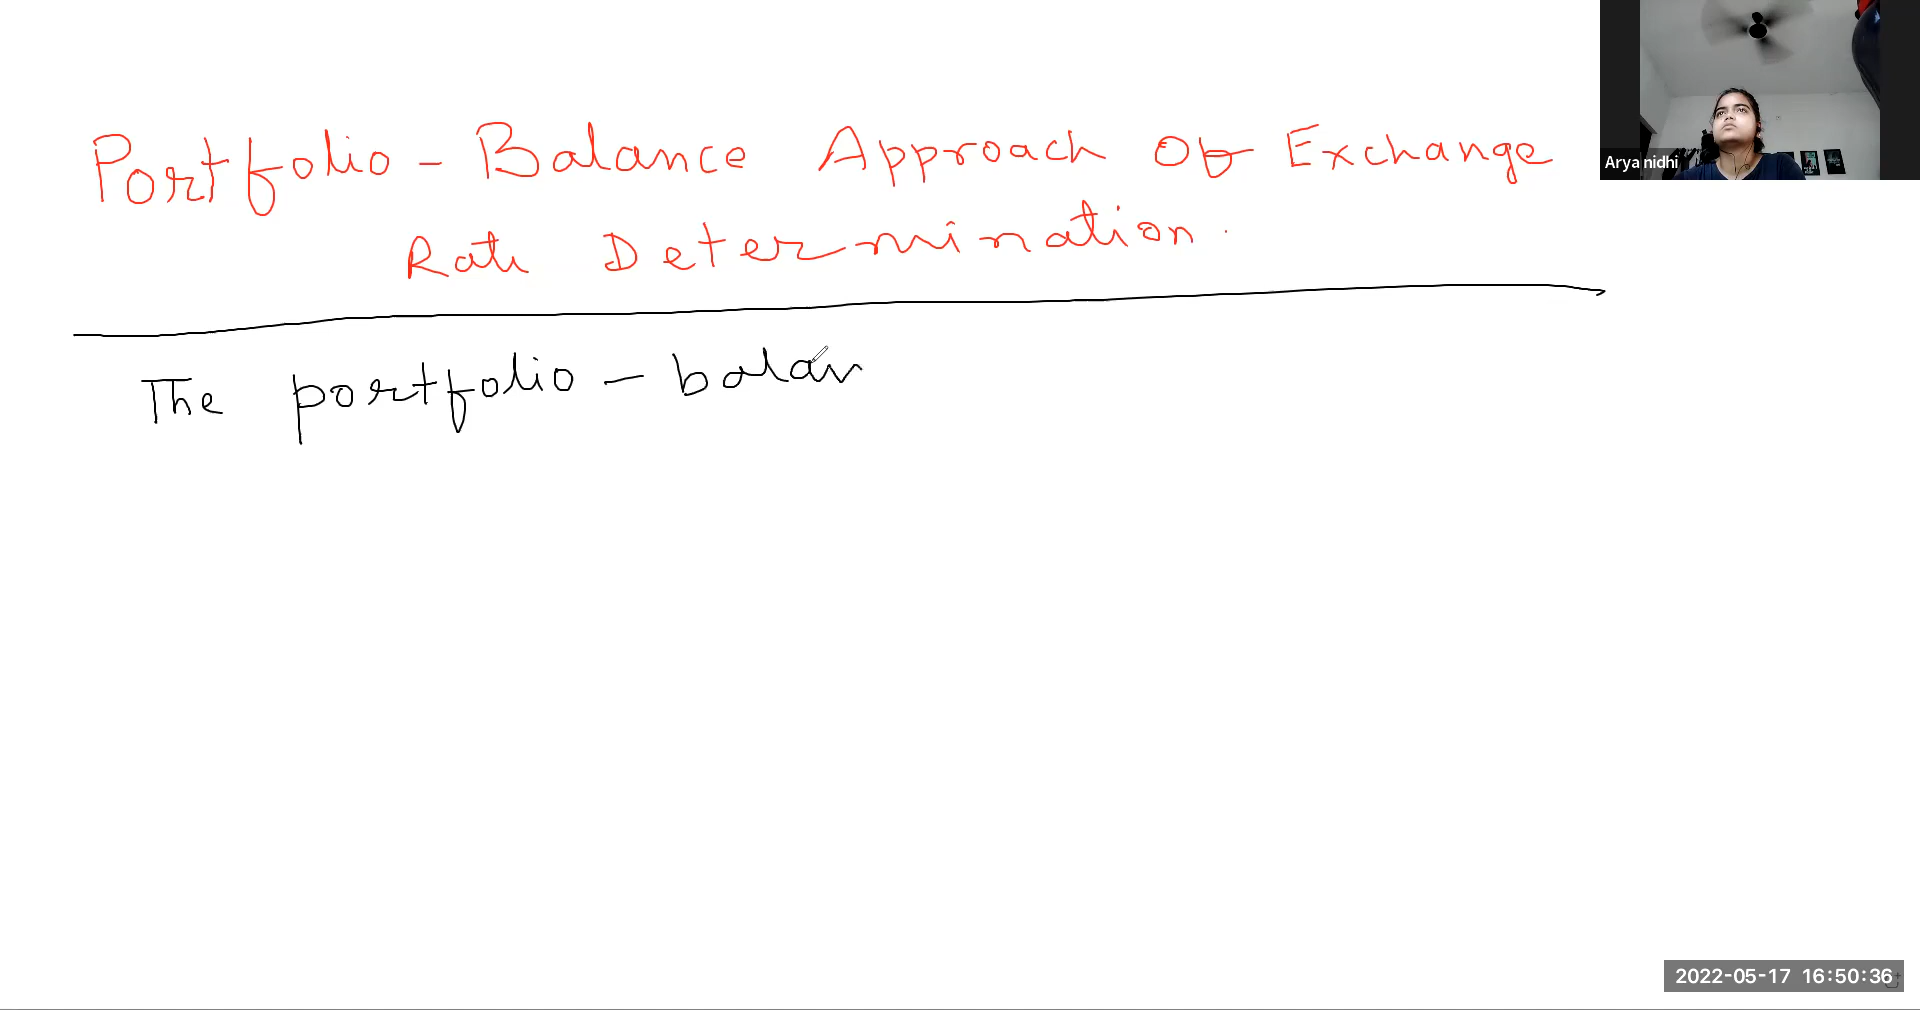 Portfolio - Balance Approach Of Exchange
Rate Determination.
Arya nidhi
The portfolio - balan
2022-05-17 16:50:36